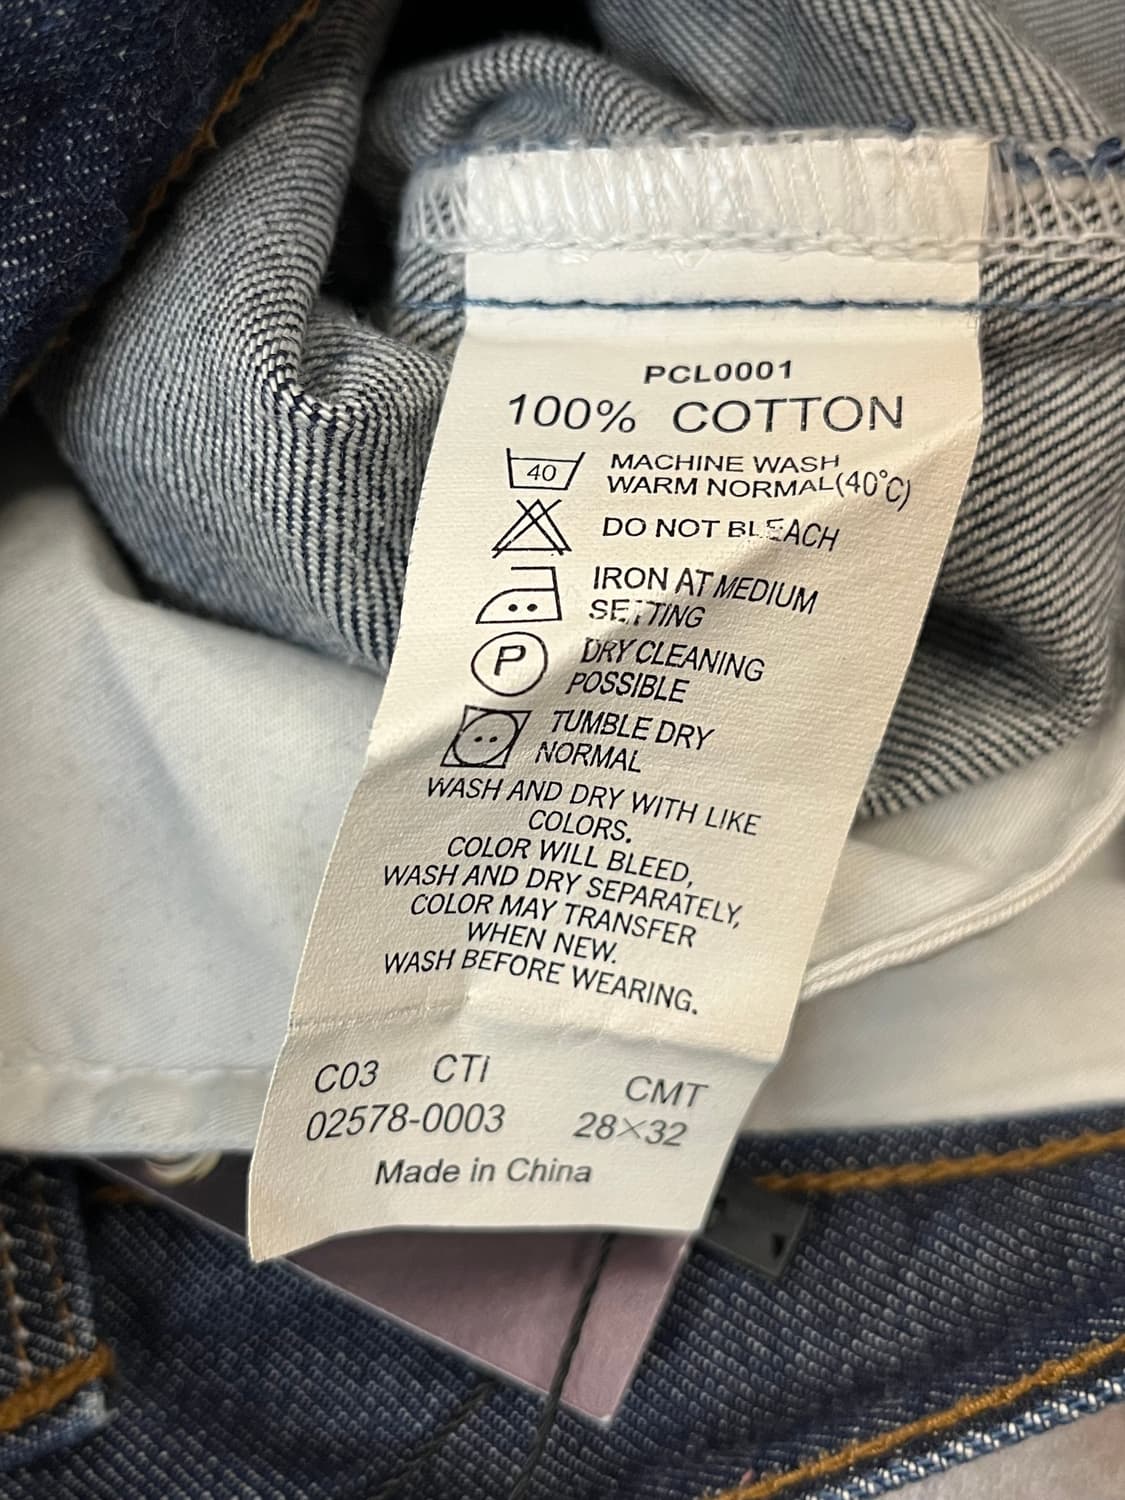 PCL0001
100% COTTON
40 MACHINE WASH
WARM NORMAL(40°C)
DO NOT BLEACH
IRON AT MEDIUM
SETTING
P DRY CLEANING
POSSIBLE
TUMBLE DRY
NORMAL
WASH AND DRY WITH LIKE
COLORS.
COLOR WILL BLEED,
WASH AND DRY SEPARATELY,
COLOR MAY TRANSFER
WHEN NEW.
WASH BEFORE WEARING.
C03 CTI CMT
02578-0003 28×32
Made in China